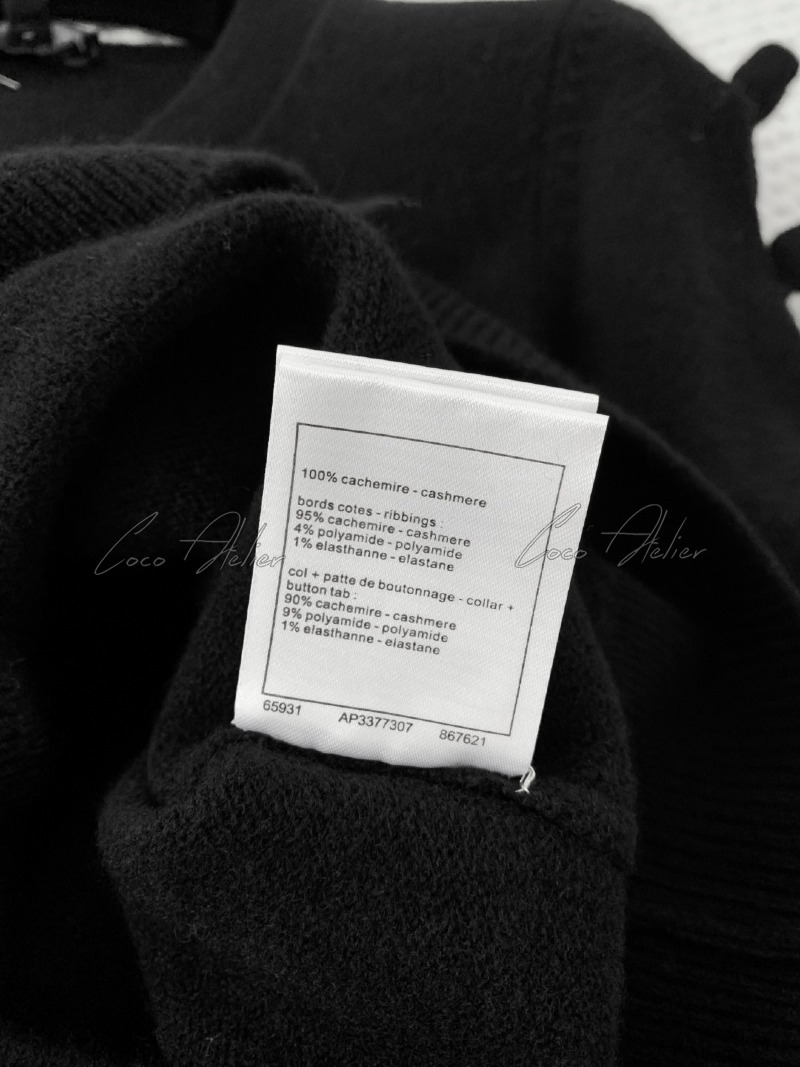 100% cachemire - cashmere
bords cotes - ribbings :
95% cachemire - cashmere
4% polyamide - polyamide
1% elasthanne - elastane
col + patte de boutonnage - collar +
button tab :
90% cachemire - cashmere
9% polyamide - polyamide
1% elasthanne - elastane
65931 AP3377307 867621
Coco Atelier
Coco Atelier